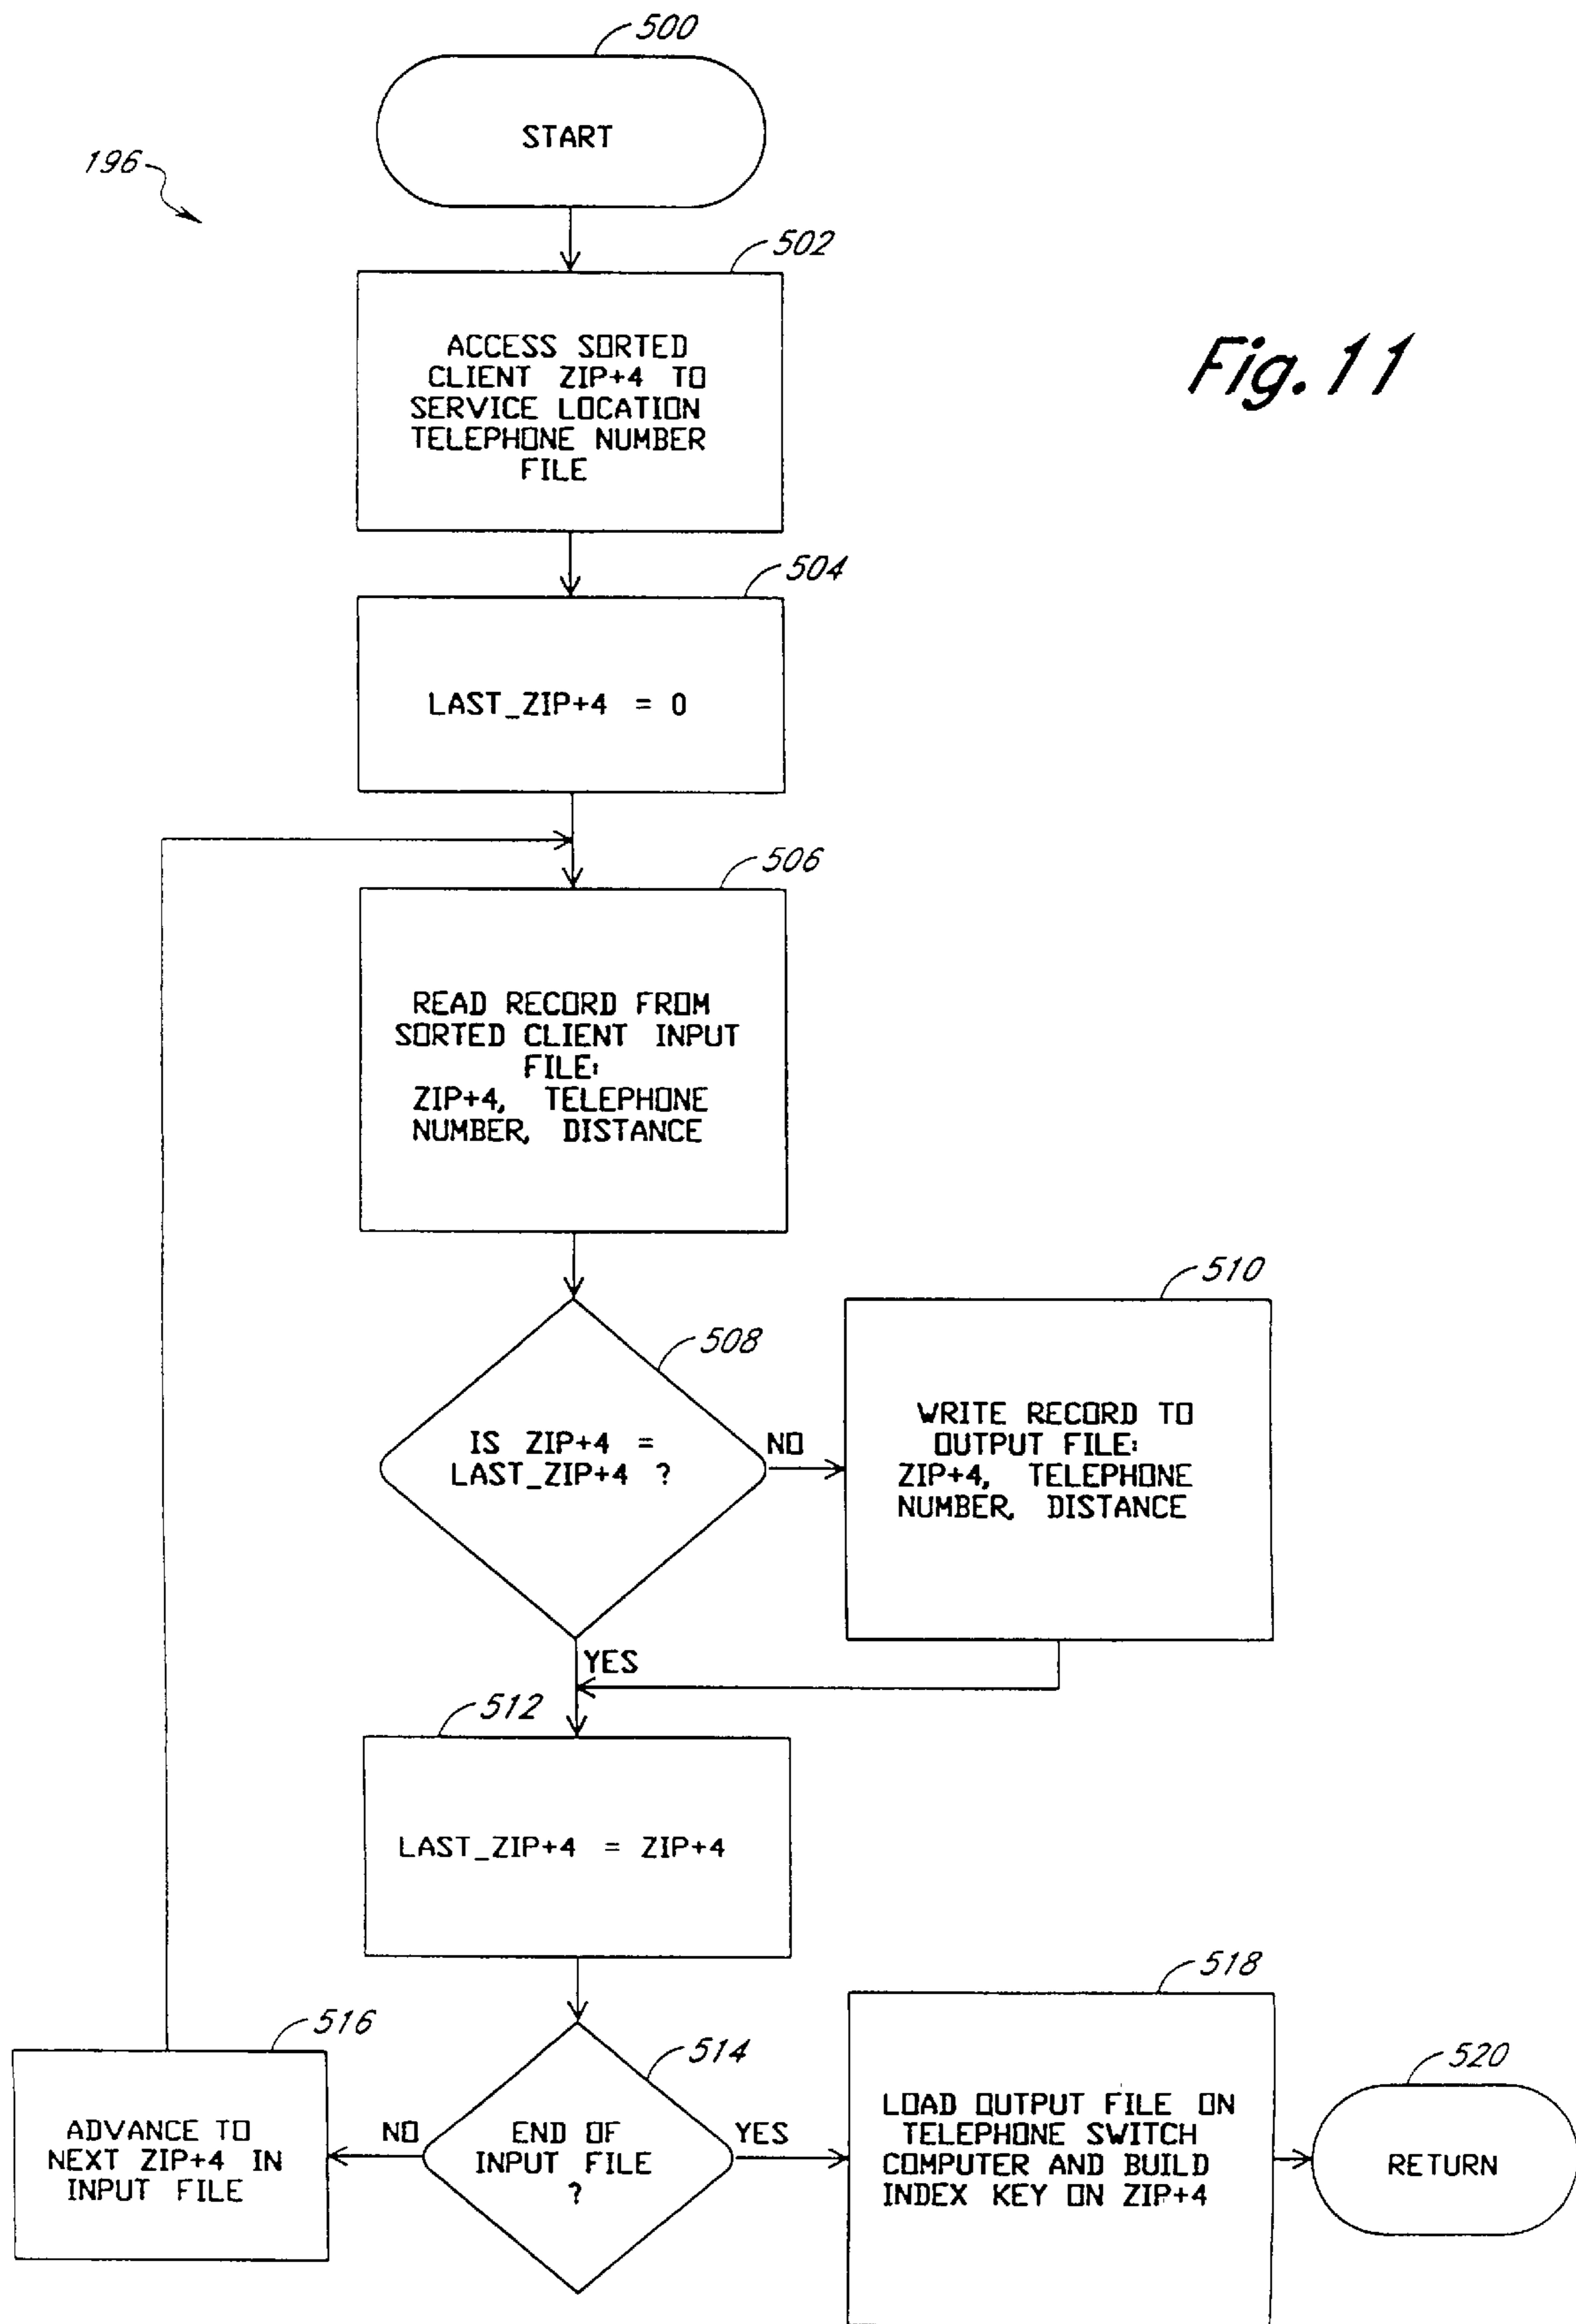 500
START
196
502
ACCESS SORTED
CLIENT ZIP+4 TO
SERVICE LOCATION
TELEPHONE NUMBER
FILE
Fig. 11
504
LAST_ZIP+4 = 0
506
READ RECORD FROM
SORTED CLIENT INPUT
FILE:
ZIP+4, TELEPHONE
NUMBER, DISTANCE
508
IS ZIP+4 =
LAST_ZIP+4 ?
NO
510
WRITE RECORD TO
OUTPUT FILE:
ZIP+4, TELEPHONE
NUMBER, DISTANCE
YES
512
LAST_ZIP+4 = ZIP+4
514
END OF
INPUT FILE
?
NO
516
ADVANCE TO
NEXT ZIP+4 IN
INPUT FILE
YES
518
LOAD OUTPUT FILE ON
TELEPHONE SWITCH
COMPUTER AND BUILD
INDEX KEY ON ZIP+4
520
RETURN